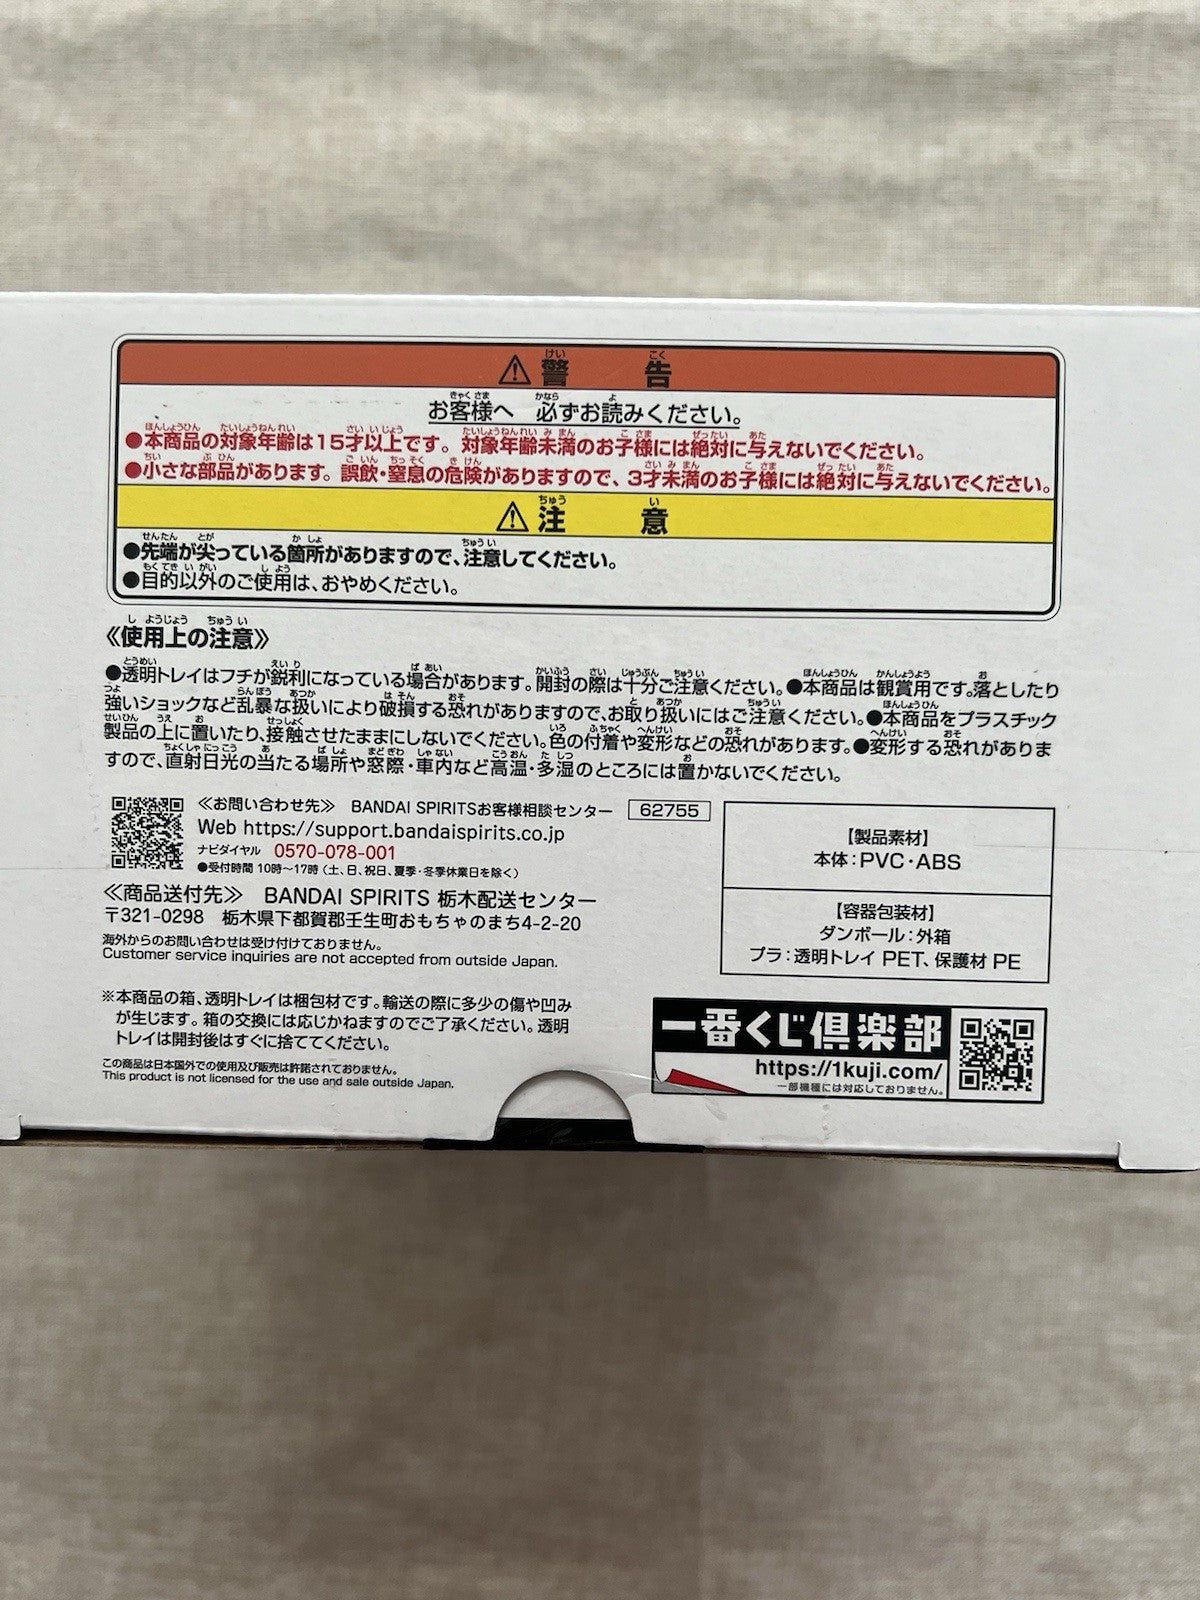 ⚠警告
お客様へ 必ずお読みください。
●本商品の対象年齢は15才以上です。対象年齢未満のお子様には絶対に与えないでください。
●小さな部品があります。誤飲・窒息の危険がありますので、3才未満のお子様には絶対に与えないでください。
⚠注意
●先端が尖っている箇所がありますので、注意してください。
●目的以外のご使用は、おやめください。
《使用上の注意》
●透明トレイはフチが鋭利になっている場合があります。開封の際は十分ご注意ください。●本商品は観賞用です。落としたり
強いショックなど乱暴な扱いにより破損する恐れがありますので、お取り扱いにはご注意ください。●本商品をプラスチック
製品の上に置いたり、接触させたままにしないでください。色の付着や変形などの恐れがあります。●変形する恐れがありま
すので、直射日光の当たる場所や窓際・車内など高温・多湿のところには置かないでください。
≪お問い合わせ先≫ BANDAI SPIRITSお客様相談センター 62755
Web https://support.bandaispirits.co.jp
ナビダイヤル 0570-078-001
●受付時間 10時〜17時（土、日、祝日、夏季・冬季休業日を除く）
≪商品送付先≫ BANDAI SPIRITS 栃木配送センター
〒321-0298 栃木県下都賀郡壬生町おもちゃのまち4-2-20
海外からのお問い合わせは受け付けておりません。
Customer service inquiries are not accepted from outside Japan.
※本商品の箱、透明トレイは梱包材です。輸送の際に多少の傷や凹み
が生じます。箱の交換には応じかねますのでご了承ください。透明
トレイは開封後はすぐに捨ててください。
この商品は日本国外での使用及び販売は許諾されておりません。
This product is not licensed for the use and sale outside Japan.
【製品素材】
本体：PVC・ABS
【容器包装材】
ダンボール：外箱
プラ：透明トレイ PET、保護材 PE
一番くじ倶楽部
https://1kuji.com/
一部機種には対応しておりません。